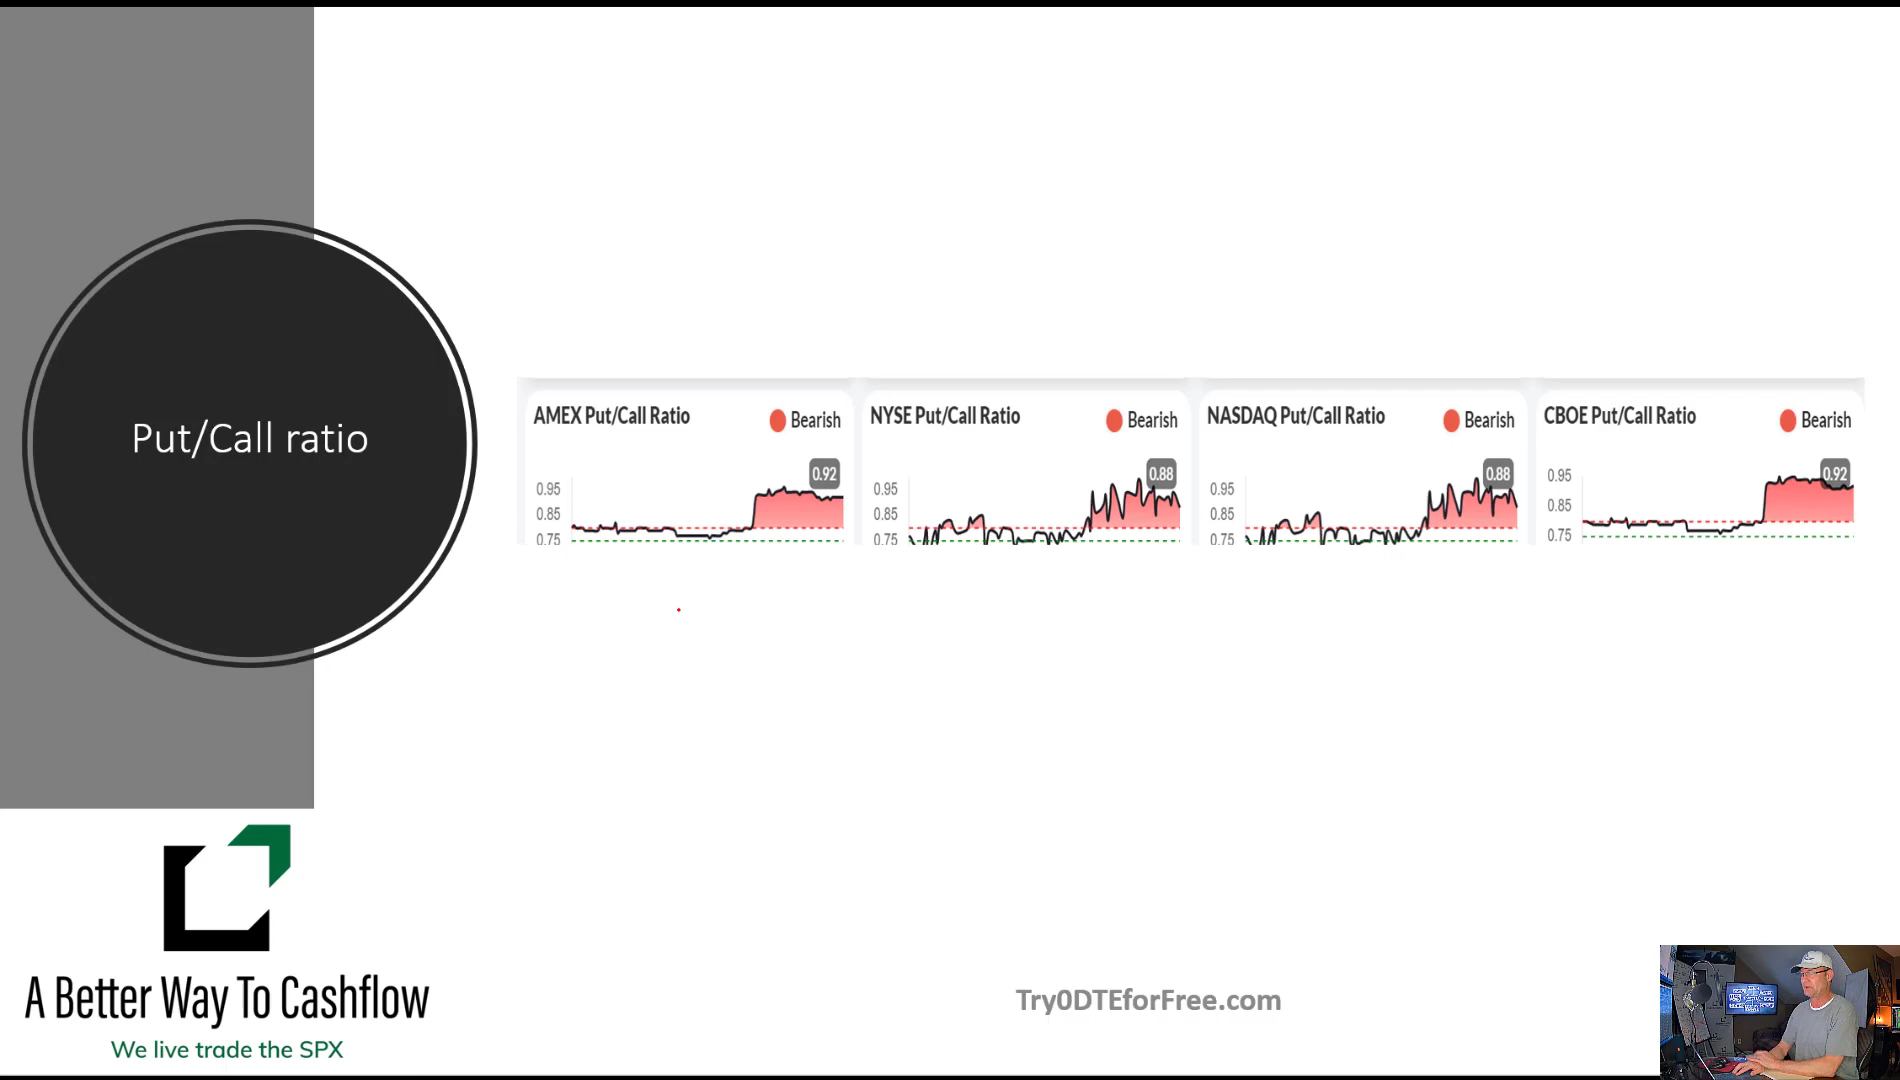 Put/Call ratio
AMEX Put/Call Ratio
Bearish
0.92
0.95
0.85
0.75
NYSE Put/Call Ratio
Bearish
0.88
0.95
0.85
0.75
NASDAQ Put/Call Ratio
Bearish
0.88
0.95
0.85
0.75
CBOE Put/Call Ratio
Bearish
0.92
0.95
0.85
0.75
A Better Way To Cashflow
We live trade the SPX
Try0DTEforFree.com